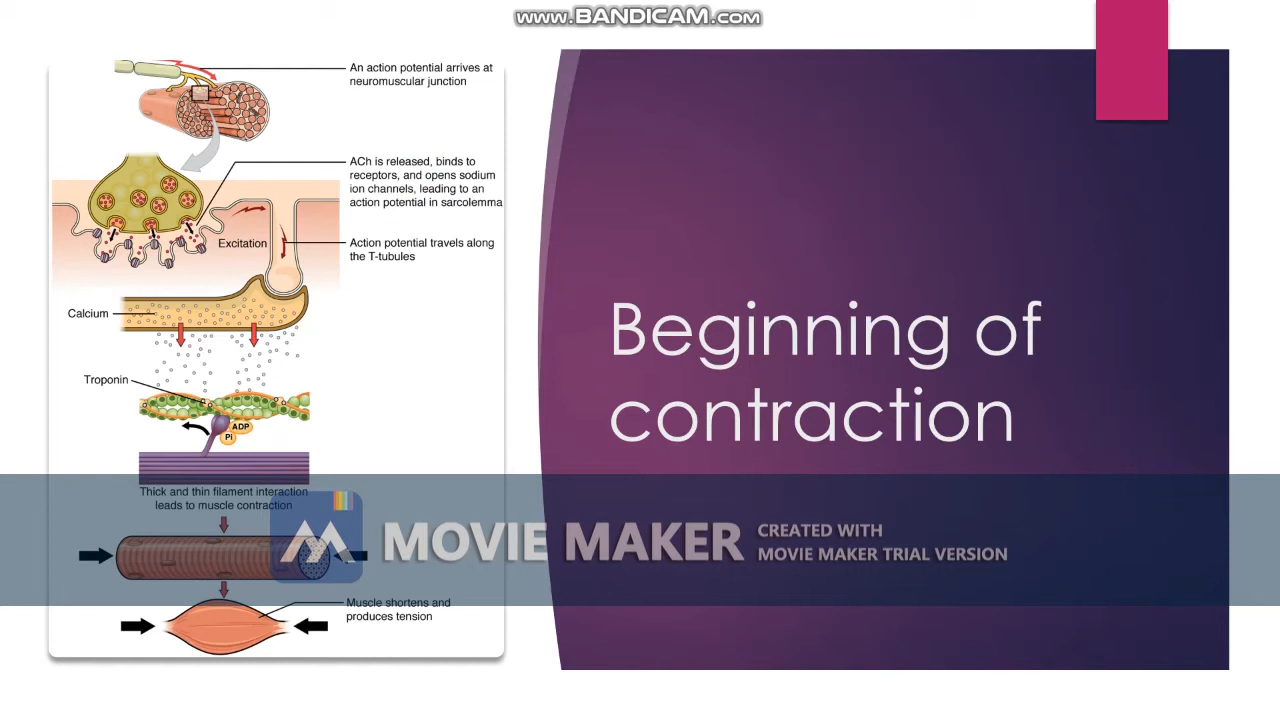 www.BANDICAM.com
An action potential arrives at
neuromuscular junction
ACh is released, binds to
receptors, and opens sodium
ion channels, leading to an
action potential in sarcolemma
Excitation
Action potential travels along
the T-tubules
Calcium
Troponin
ADP
Pi
Thick and thin filament interaction
leads to muscle contraction
Muscle shortens and
produces tension
Beginning of
contraction
MOVIE MAKER
CREATED WITH
MOVIE MAKER TRIAL VERSION